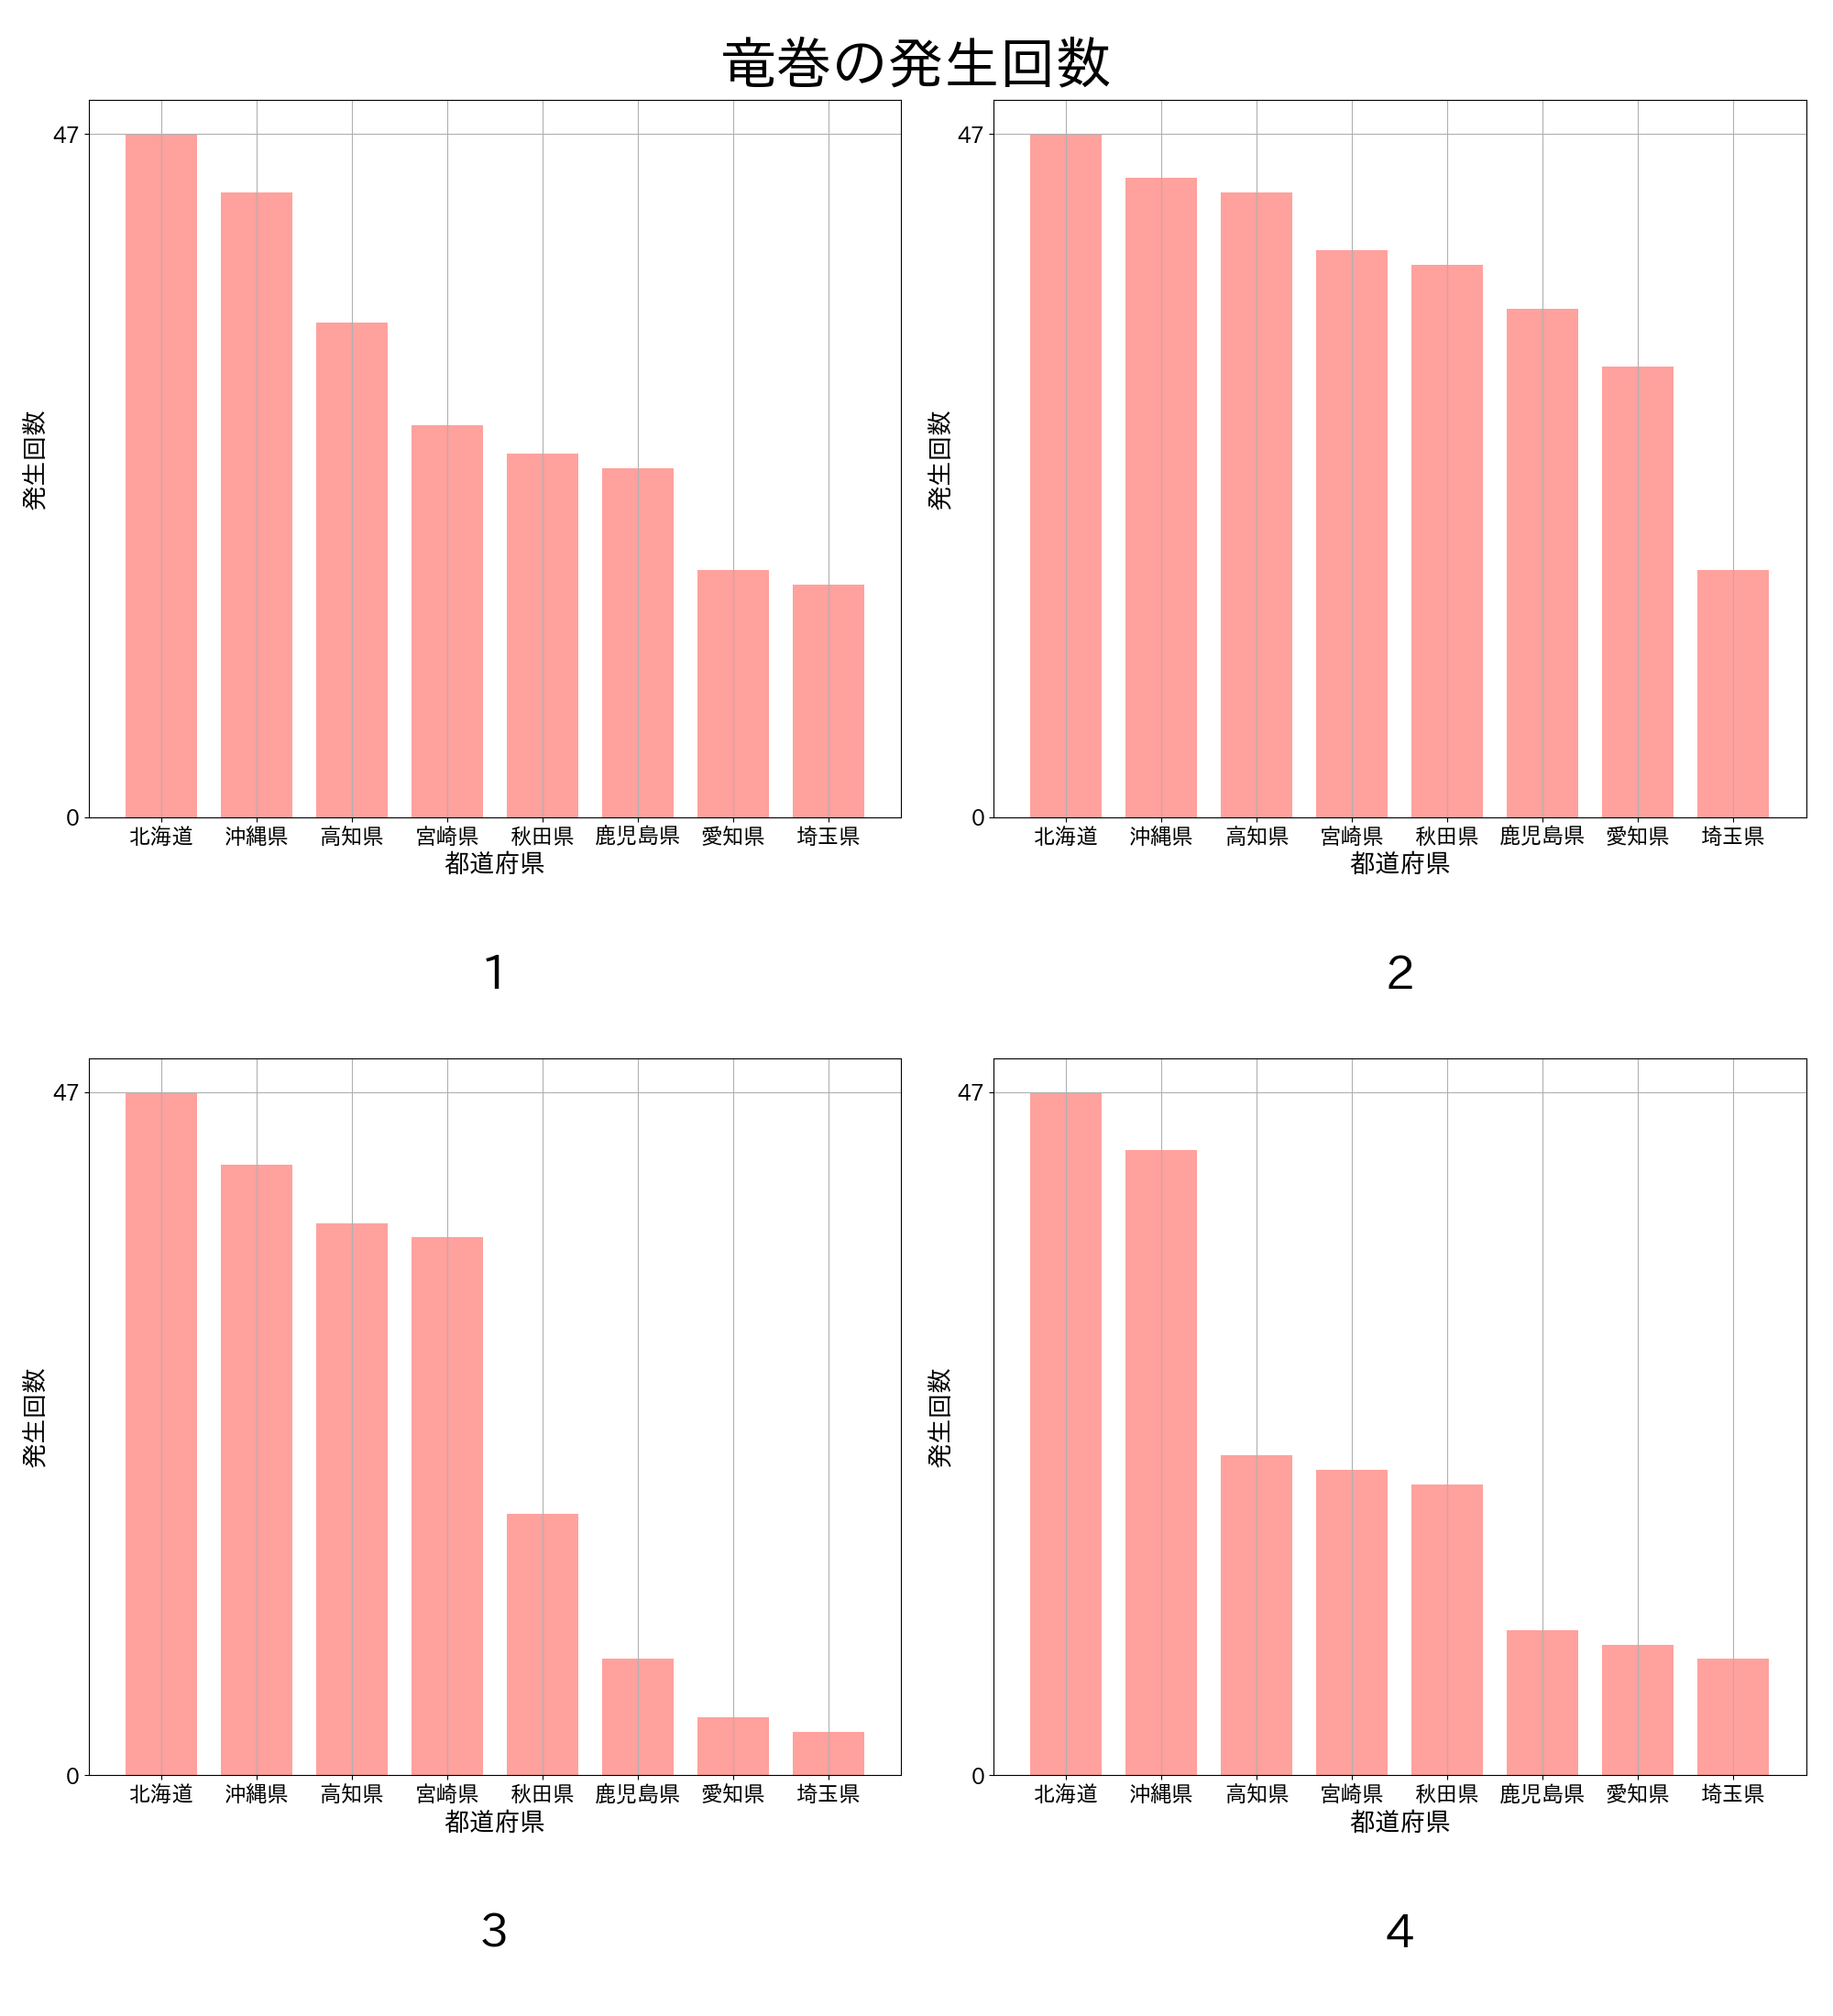 竜巻の発生回数
47
0
発生回数
北海道 沖縄県 高知県 宮崎県 秋田県 鹿児島県 愛知県 埼玉県
都道府県
1
47
0
発生回数
北海道 沖縄県 高知県 宮崎県 秋田県 鹿児島県 愛知県 埼玉県
都道府県
2
47
0
発生回数
北海道 沖縄県 高知県 宮崎県 秋田県 鹿児島県 愛知県 埼玉県
都道府県
3
47
0
発生回数
北海道 沖縄県 高知県 宮崎県 秋田県 鹿児島県 愛知県 埼玉県
都道府県
4